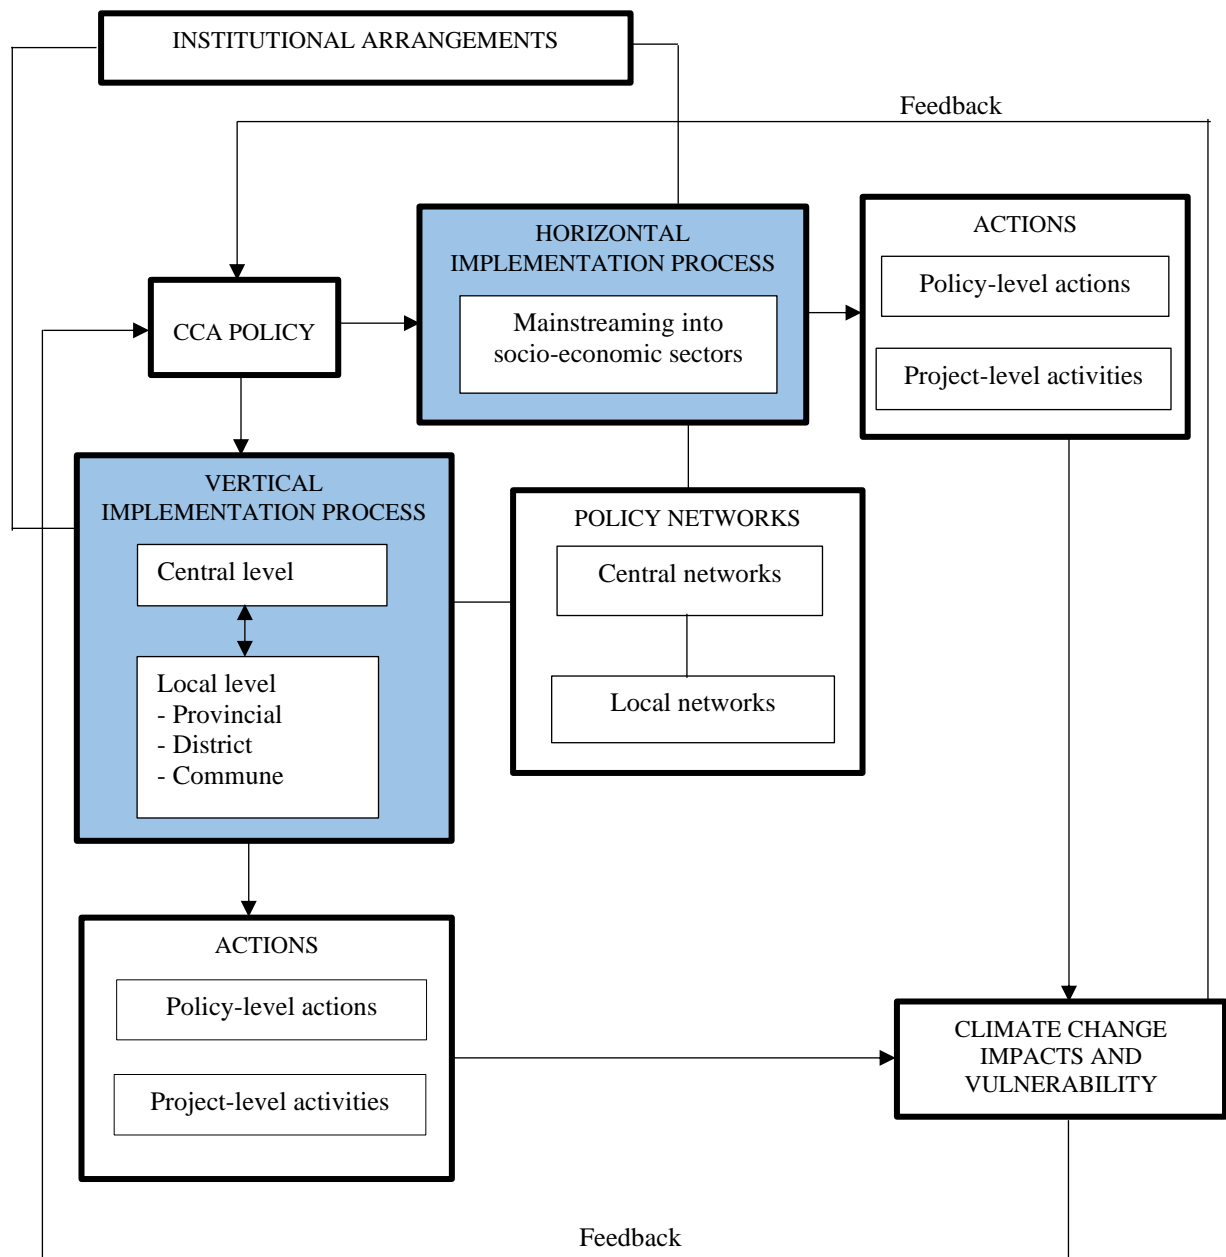 INSTITUTIONAL ARRANGEMENTS
Feedback
HORIZONTAL
IMPLEMENTATION PROCESS
Mainstreaming into
socio-economic sectors
ACTIONS
Policy-level actions
Project-level activities
CCA POLICY
VERTICAL
IMPLEMENTATION PROCESS
Central level
Local level
- Provincial
- District
- Commune
POLICY NETWORKS
Central networks
Local networks
ACTIONS
Policy-level actions
Project-level activities
CLIMATE CHANGE
IMPACTS AND
VULNERABILITY
Feedback